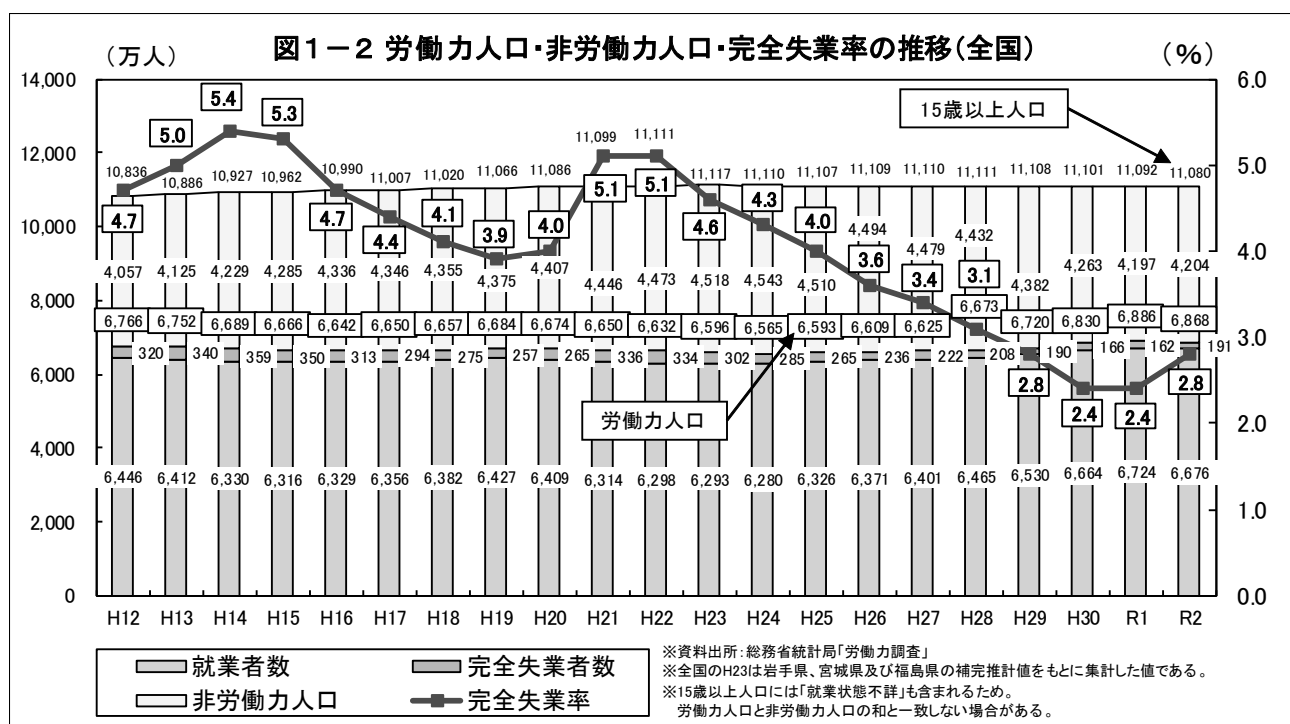 図1－2 労働力人口・非労働力人口・完全失業率の推移(全国)
(万人)
(%)
14,000
12,000
10,000
8,000
6,000
4,000
2,000
0
6.0
5.0
4.0
3.0
2.0
1.0
0.0
15歳以上人口
労働力人口
4.7 5.0 5.4 5.3 4.7 4.4 4.1 3.9 4.0 5.1 5.1 4.6 4.3 4.0 3.6 3.4 3.1 2.8 2.4 2.4 2.8
10,836 10,886 10,927 10,962 10,990 11,007 11,020 11,066 11,086 11,099 11,111 11,117 11,110 11,107 11,109 11,110 11,111 11,108 11,101 11,092 11,080
4,057 4,125 4,229 4,285 4,336 4,346 4,355 4,375 4,407 4,446 4,473 4,518 4,543 4,510 4,494 4,479 4,432 4,382 4,263 4,197 4,204
6,766 6,752 6,689 6,666 6,642 6,650 6,657 6,684 6,674 6,650 6,632 6,596 6,565 6,593 6,609 6,625 6,673 6,720 6,830 6,886 6,868
320 340 359 350 313 294 275 257 265 336 334 302 285 265 236 222 208 190 166 162 191
6,446 6,412 6,330 6,316 6,329 6,356 6,382 6,427 6,409 6,314 6,298 6,293 6,280 6,326 6,371 6,401 6,465 6,530 6,664 6,724 6,676
H12 H13 H14 H15 H16 H17 H18 H19 H20 H21 H22 H23 H24 H25 H26 H27 H28 H29 H30 R1 R2
就業者数 完全失業者数
非労働力人口 完全失業率
※資料出所：総務省統計局「労働力調査」
※全国のH23は岩手県、宮城県及び福島県の補完推計値をもとに集計した値である。
※15歳以上人口には「就業状態不詳」も含まれるため。
労働力人口と非労働力人口の和と一致しない場合がある。